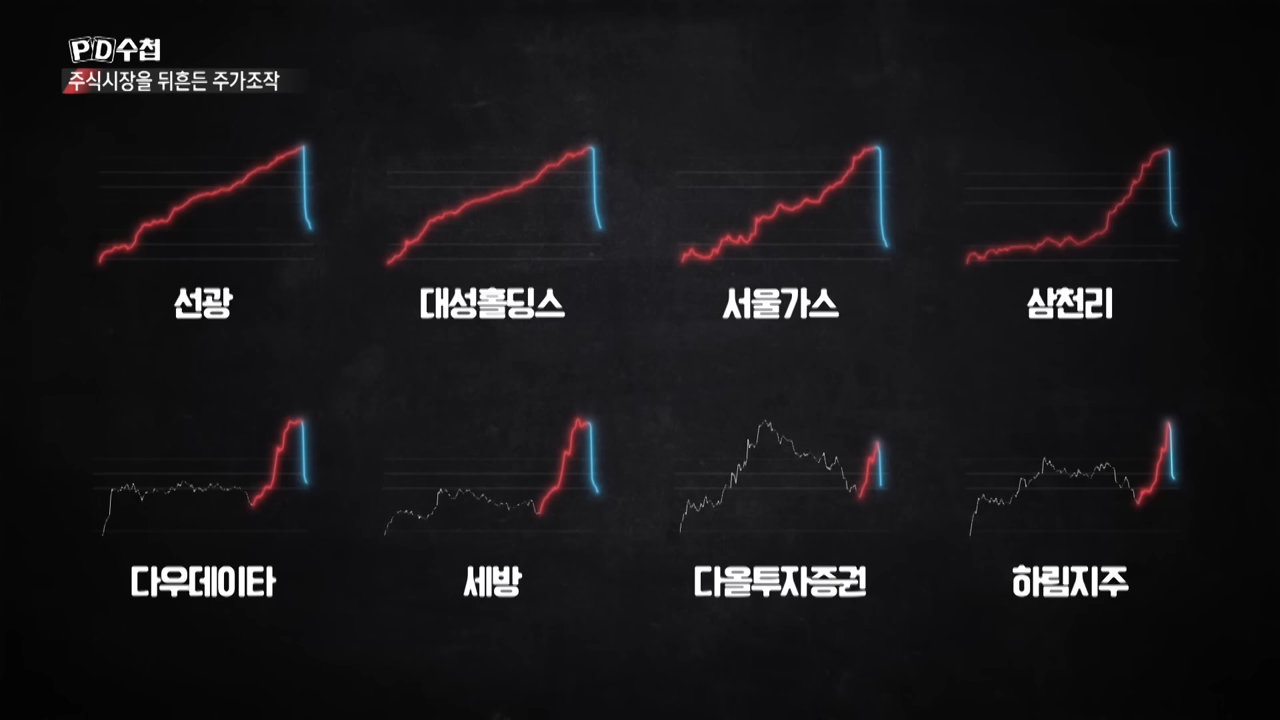 PD수첩
주식시장을 뒤흔든 주가조작
선광
대성홀딩스
서울가스
삼천리
다우데이타
세방
다올투자증권
하림지주